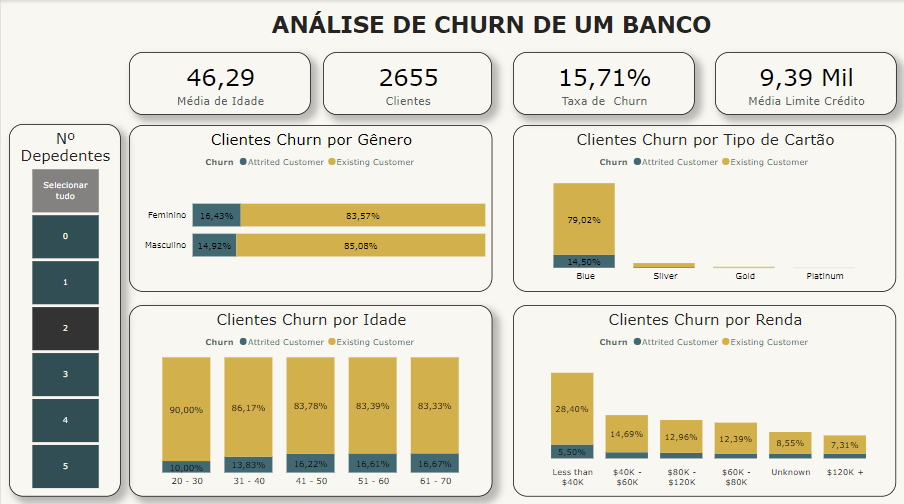 ANÁLISE DE CHURN DE UM BANCO
46,29
Média de Idade
2655
Clientes
15,71%
Taxa de Churn
9,39 Mil
Média Limite Crédito
Nº
Depedentes
Selecionar
tudo
0
1
2
3
4
5
Clientes Churn por Gênero
Churn Attrited Customer Existing Customer
Feminino 16,43% 83,57%
Masculino 14,92% 85,08%
Clientes Churn por Tipo de Cartão
Churn Attrited Customer Existing Customer
79,02%
14,50%
Blue Silver Gold Platinum
Clientes Churn por Idade
Churn Attrited Customer Existing Customer
90,00% 86,17% 83,78% 83,39% 83,33%
10,00% 13,83% 16,22% 16,61% 16,67%
20 - 30 31 - 40 41 - 50 51 - 60 61 - 70
Clientes Churn por Renda
Churn Attrited Customer Existing Customer
28,40% 14,69% 12,96% 12,39% 8,55% 7,31%
5,50%
Less than $40K - $80K - $60K - Unknown $120K +
$40K $60K $120K $80K